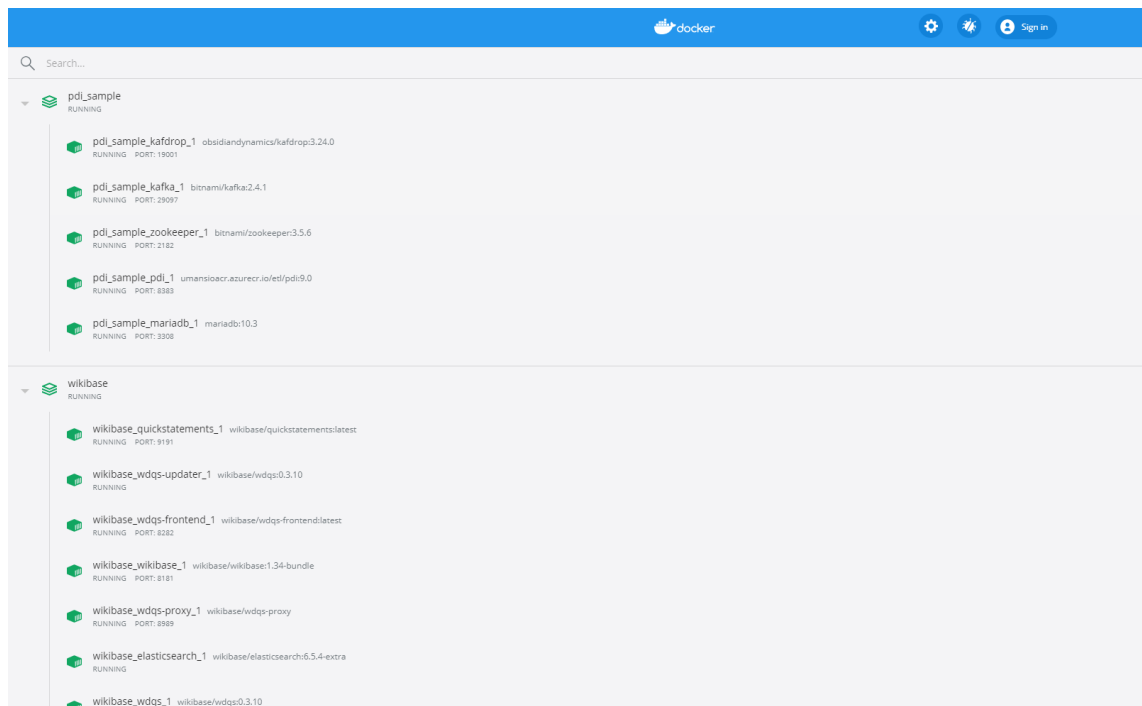 docker
Sign in
Search...
pdi_sample
RUNNING
pdi_sample_kafdrop_1 obsidiandynamics/kafdrop:3.24.0
RUNNING PORT: 19001
pdi_sample_kafka_1 bitnami/kafka:2.4.1
RUNNING PORT: 29097
pdi_sample_zookeeper_1 bitnami/zookeeper:3.5.6
RUNNING PORT: 2182
pdi_sample_pdi_1 umansioacr.azurecr.io/etl/pdi:9.0
RUNNING PORT: 8383
pdi_sample_mariadb_1 mariadb:10.3
RUNNING PORT: 3308
wikibase
RUNNING
wikibase_quickstatements_1 wikibase/quickstatements:latest
RUNNING PORT: 9191
wikibase_wdqs-updater_1 wikibase/wdqs:0.3.10
RUNNING
wikibase_wdqs-frontend_1 wikibase/wdqs-frontend:latest
RUNNING PORT: 8282
wikibase_wikibase_1 wikibase/wikibase:1.34-bundle
RUNNING PORT: 8181
wikibase_wdqs-proxy_1 wikibase/wdqs-proxy
RUNNING PORT: 8989
wikibase_elasticsearch_1 wikibase/elasticsearch:6.5.4-extra
RUNNING
wikibase_wdqs_1 wikibase/wdqs:0.3.10